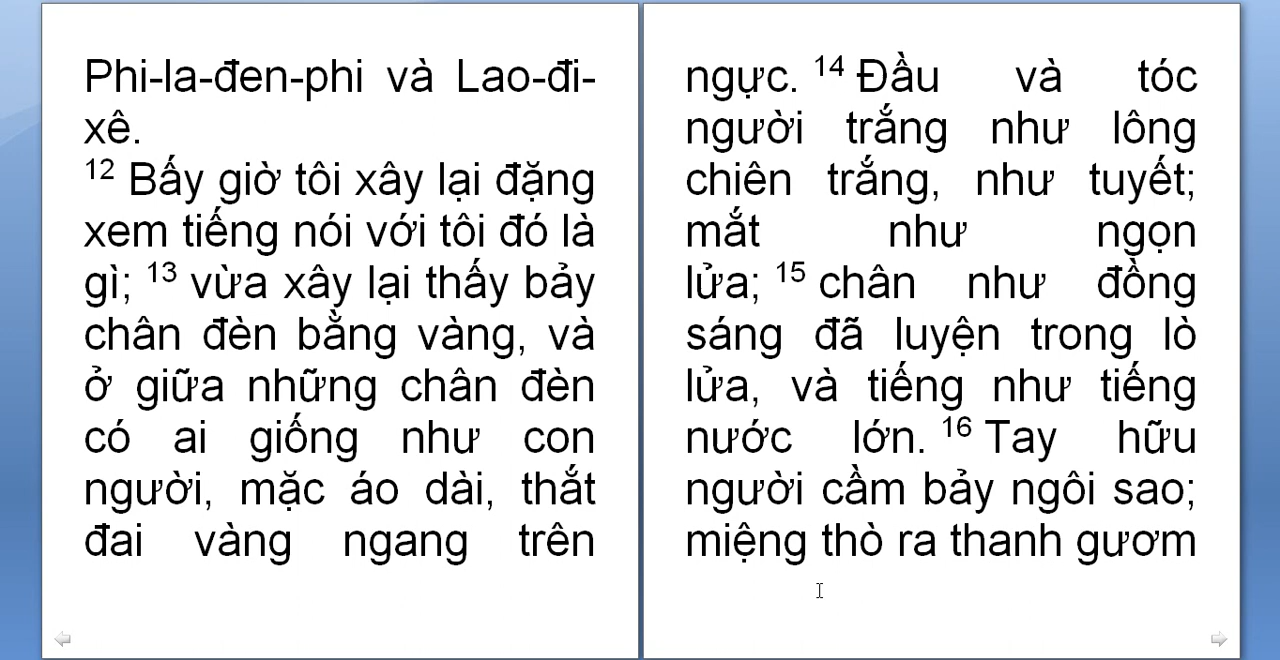 Phi-la-đen-phi và Lao-đi-
xê.
12 Bấy giờ tôi xây lại đặng
xem tiếng nói với tôi đó là
gì; 13 vừa xây lại thấy bảy
chân đèn bằng vàng, và
ở giữa những chân đèn
có ai giống như con
người, mặc áo dài, thắt
đai vàng ngang trên
ngực. 14 Đầu và tóc
người trắng như lông
chiên trắng, như tuyết;
mắt như ngọn
lửa; 15 chân như đồng
sáng đã luyện trong lò
lửa, và tiếng như tiếng
nước lớn. 16 Tay hữu
người cầm bảy ngôi sao;
miệng thò ra thanh gươm